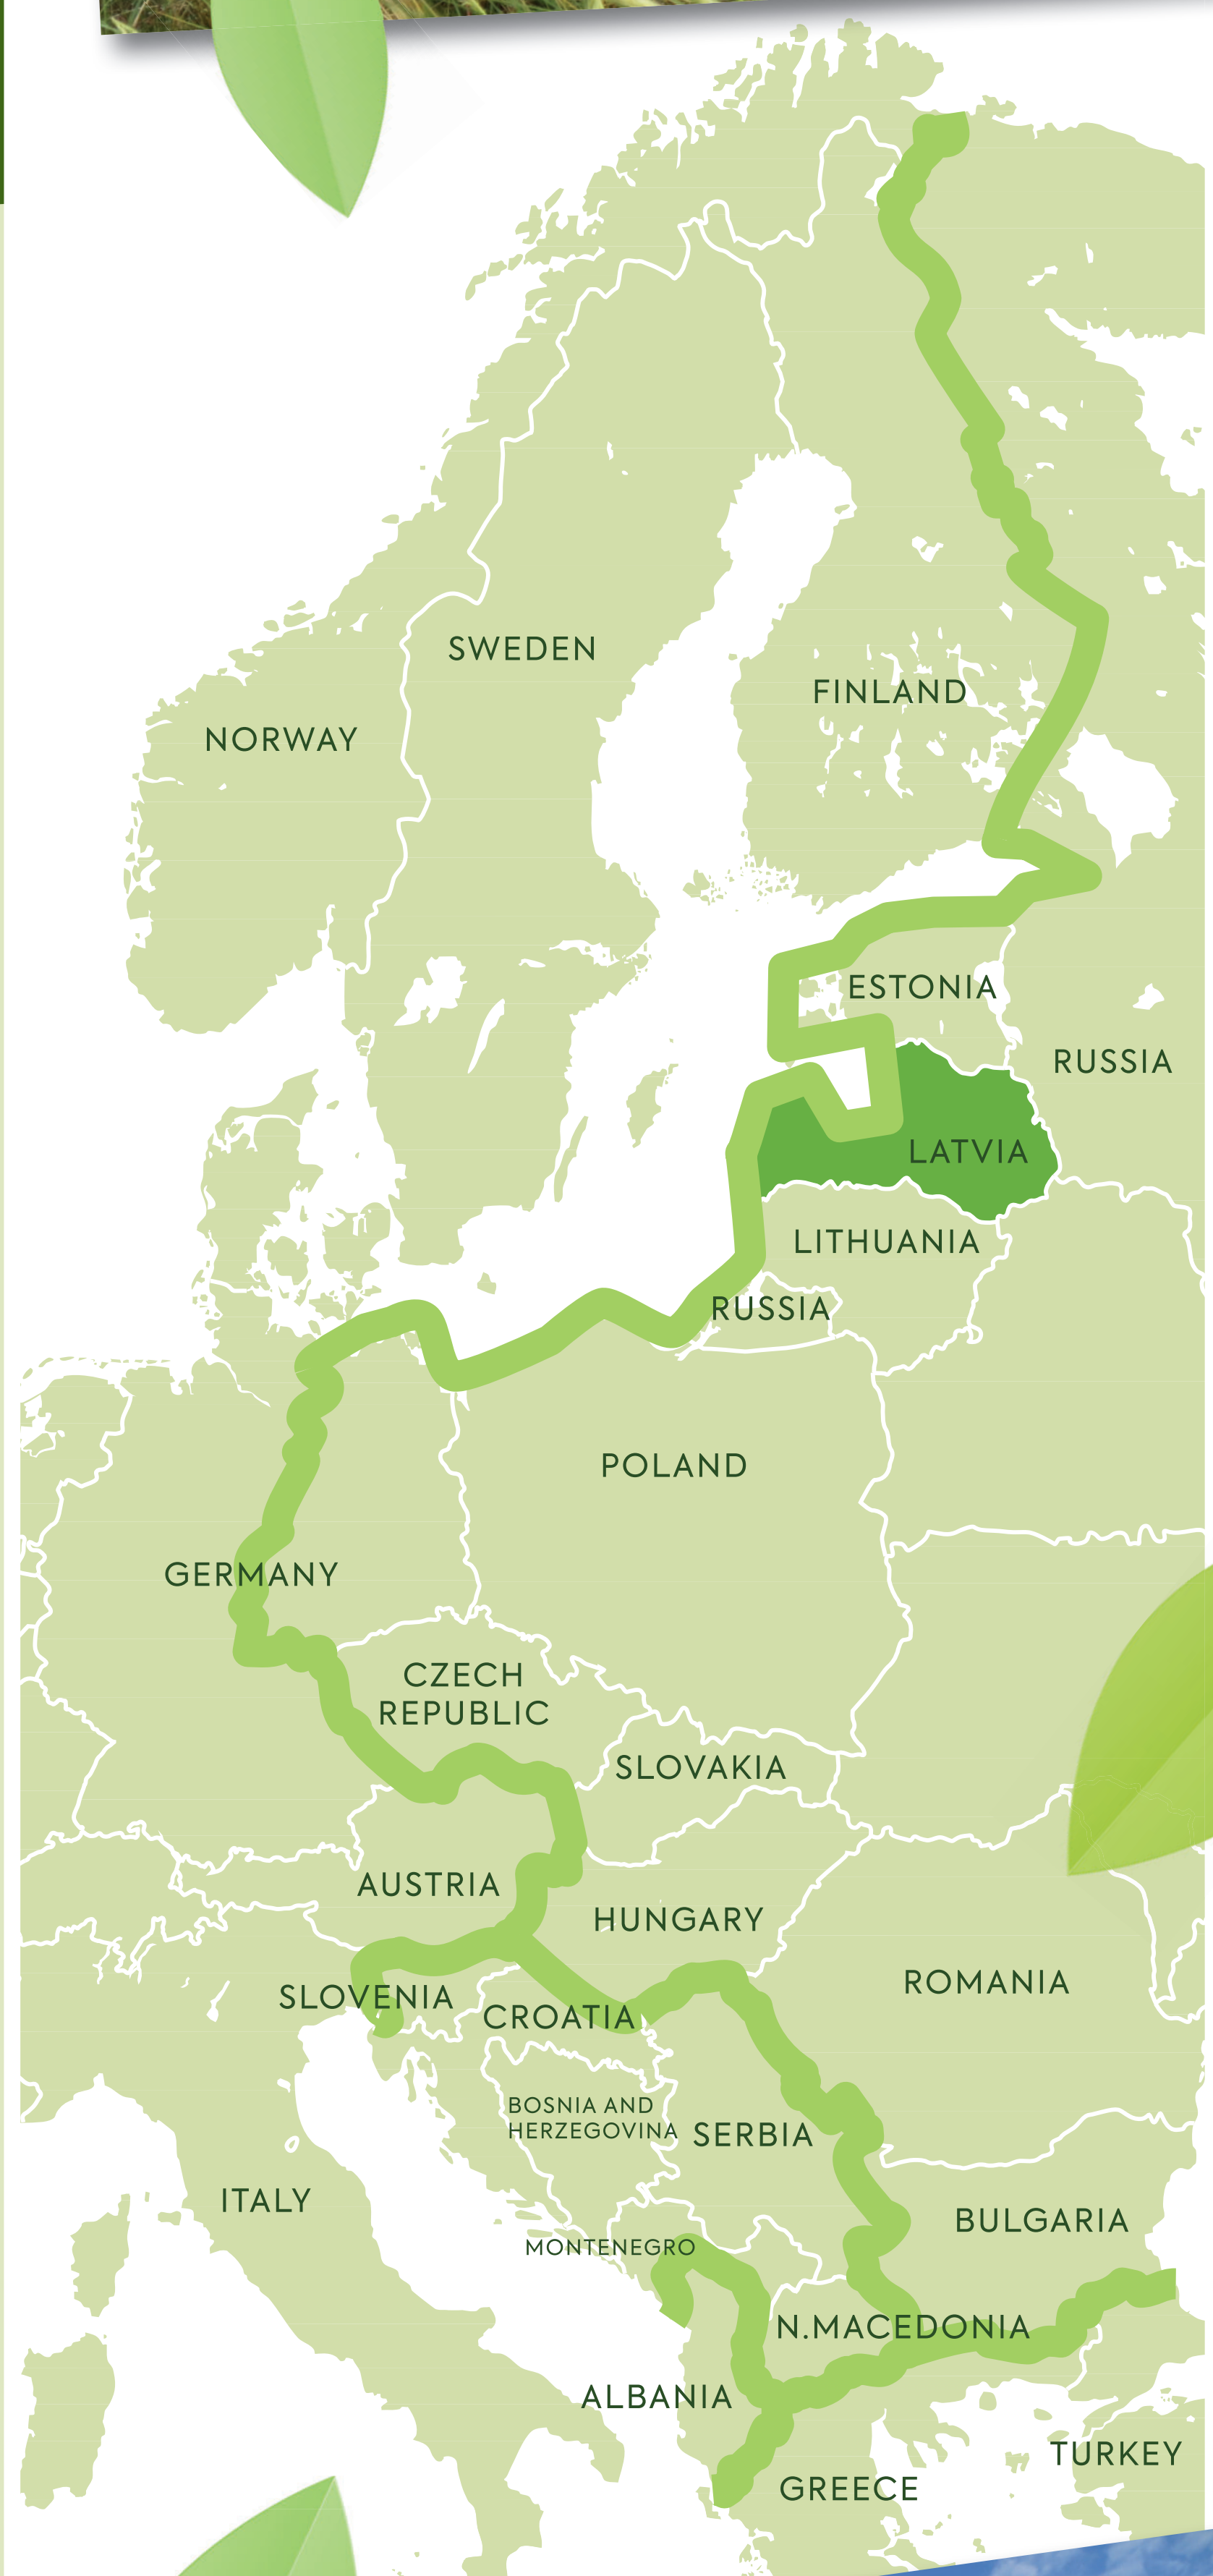 SWEDEN
FINLAND
NORWAY
ESTONIA
RUSSIA
LATVIA
LITHUANIA
RUSSIA
POLAND
GERMANY
CZECH
REPUBLIC
SLOVAKIA
AUSTRIA
HUNGARY
ROMANIA
SLOVENIA
CROATIA
BOSNIA AND
HERZEGOVINA
SERBIA
ITALY
BULGARIA
MONTENEGRO
N.MACEDONIA
ALBANIA
TURKEY
GREECE